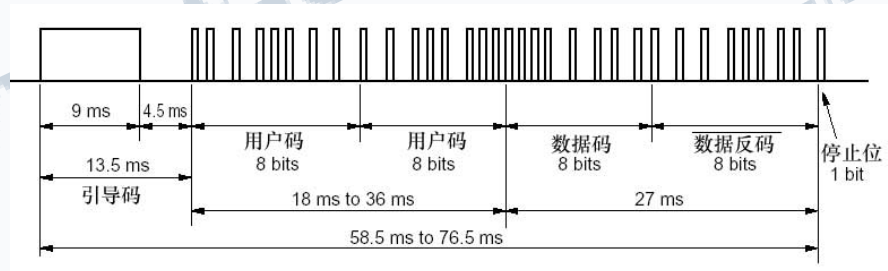 9 ms
4.5 ms
用户码
8 bits
用户码
8 bits
数据码
8 bits
数据反码
8 bits
停止位
1 bit
13.5 ms
引导码
18 ms to 36 ms
27 ms
58.5 ms to 76.5 ms